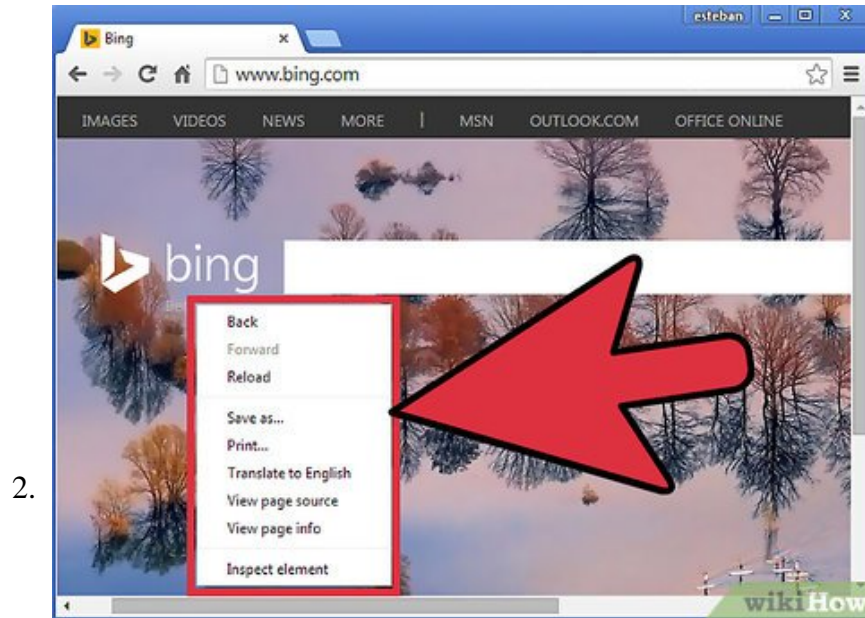 esteban
Bing
www.bing.com
IMAGES VIDEOS NEWS MORE | MSN OUTLOOK.COM OFFICE ONLINE
bing
Back
Forward
Reload
Save as...
Print...
2.
Translate to English
View page source
View page info
Inspect element
wikiHow